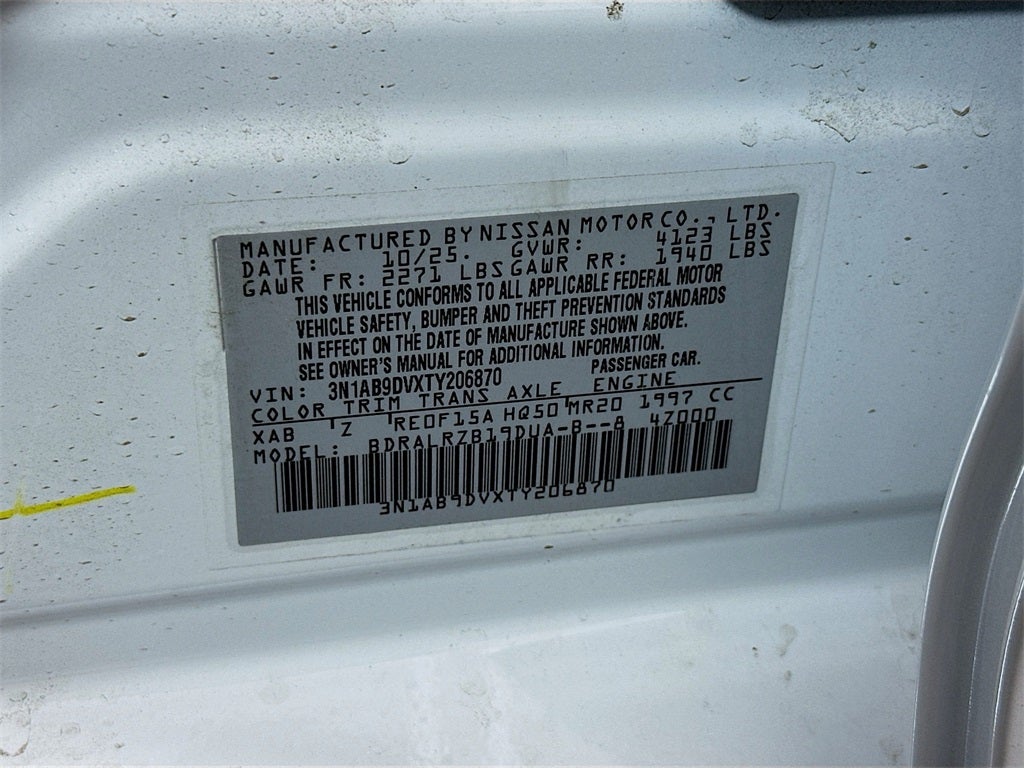 MANUFACTURED BY NISSAN MOTOR CO., LTD.
DATE: 10/25. GVWR: 4123 LBS
GAWR FR: 2271 LBS GAWR RR: 1940 LBS
THIS VEHICLE CONFORMS TO ALL APPLICABLE FEDERAL MOTOR
VEHICLE SAFETY, BUMPER AND THEFT PREVENTION STANDARDS
IN EFFECT ON THE DATE OF MANUFACTURE SHOWN ABOVE.
SEE OWNER'S MANUAL FOR ADDITIONAL INFORMATION.
VIN: 3N1AB9DVXTY206870 PASSENGER CAR.
COLOR TRIM TRANS AXLE ENGINE
XAB Z RE0F15A HQ50 MR20 1997 CC
MODEL: BDRALRZB19DUA-B--B 4Z000
3N1AB9DVXTY206870